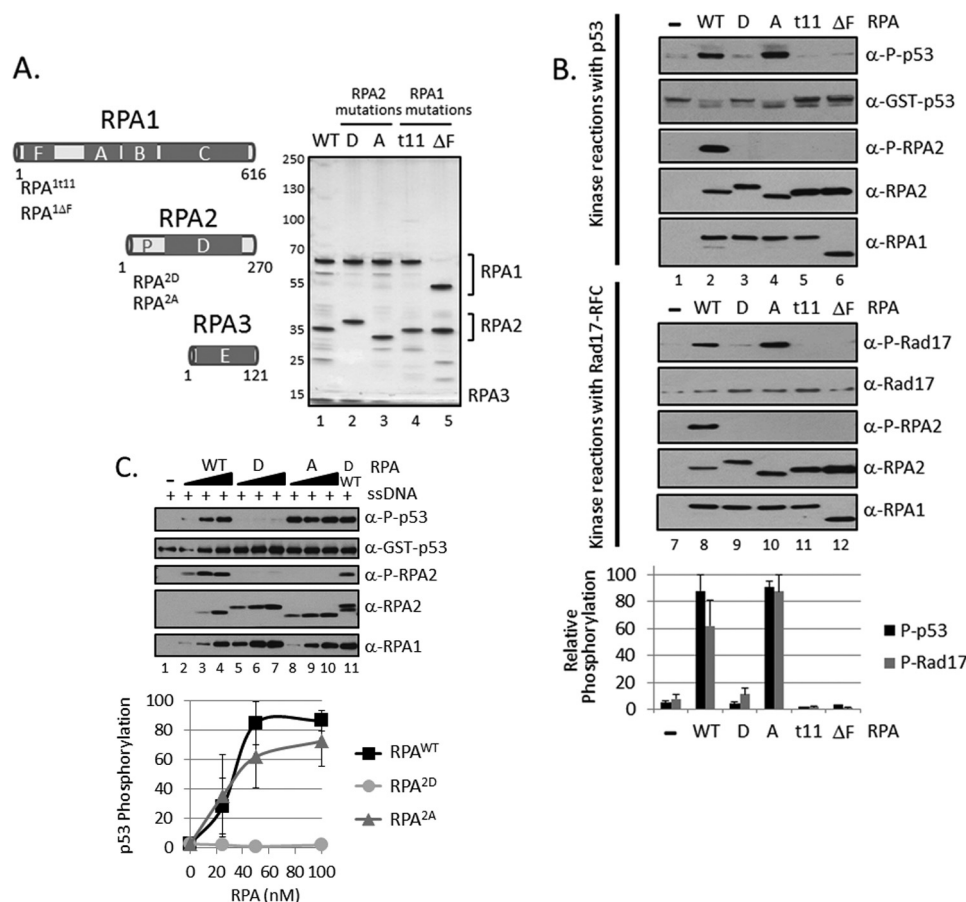 A.
RPA1
F A B C
1 616
RPA1t11
RPA1ΔF
RPA2
P D
1 270
RPA2D
RPA2A
RPA3
E
1 121
RPA2 RPA1
mutations mutations
WT D A t11 ΔF
250
130
100
70
55
35
25
15
RPA1
RPA2
RPA3
1 2 3 4 5
B.
Kinase reactions with p53
– WT D A t11 ΔF RPA
α-P-p53
α-GST-p53
α-P-RPA2
α-RPA2
α-RPA1
1 2 3 4 5 6
Kinase reactions with Rad17-RFC
– WT D A t11 ΔF RPA
α-P-Rad17
α-Rad17
α-P-RPA2
α-RPA2
α-RPA1
7 8 9 10 11 12
Relative
Phosphorylation
100
80
60
40
20
0
– WT D A t11 ΔF RPA
P-p53
P-Rad17
C.
– WT D A D WT RPA
+ + + + + + + + + + + ssDNA
α-P-p53
α-GST-p53
α-P-RPA2
α-RPA2
α-RPA1
1 2 3 4 5 6 7 8 9 10 11
p53 Phosphorylation
100
80
60
40
20
0
0 20 40 60 80 100
RPA (nM)
RPAWT
RPA2D
RPA2A